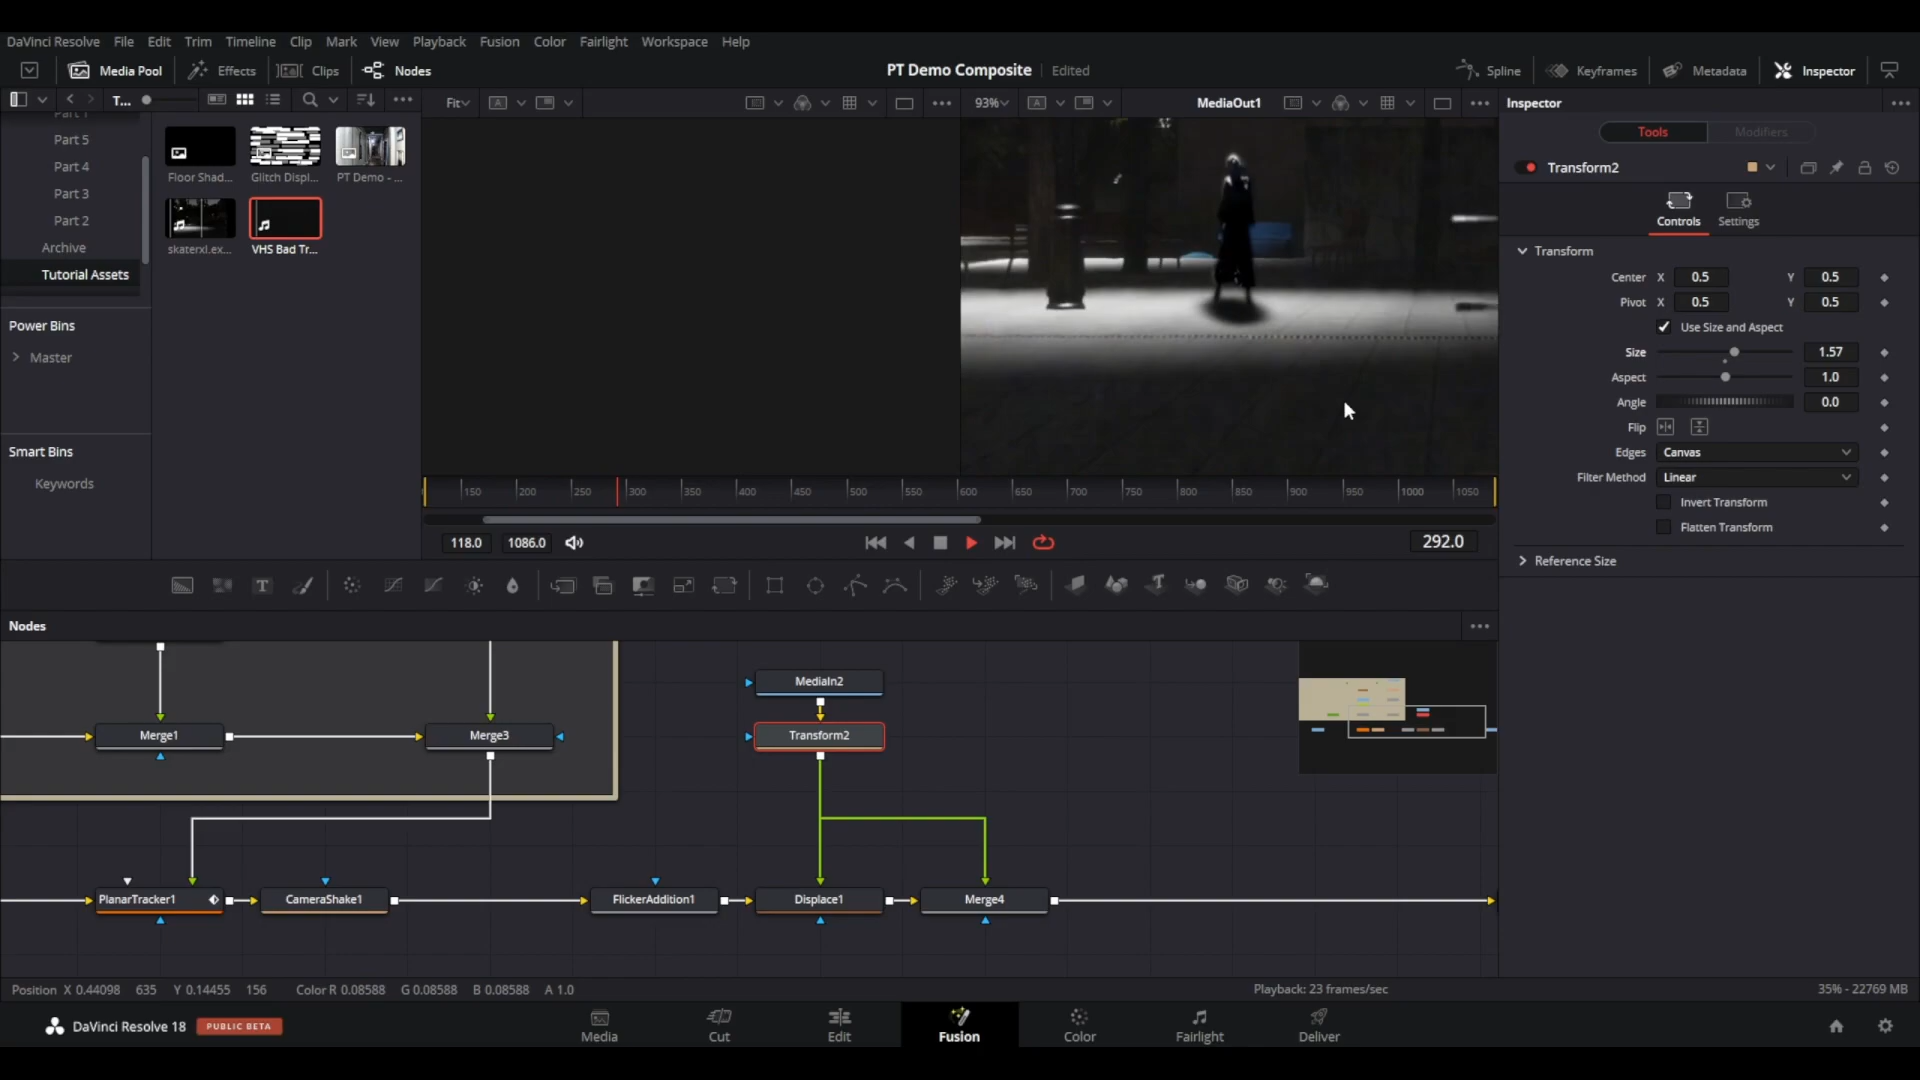 DaVinci Resolve File Edit Trim Timeline Clip Mark View Playback Fusion Color Fairlight Workspace Help
Media Pool Effects Clips Nodes PT Demo Composite Edited Spline Keyframes Metadata Inspector
T... Fit A 93% A MediaOut1 Inspector
Part 1
Part 5
Part 4
Part 3
Part 2
Archive
Tutorial Assets
Power Bins
Master
Smart Bins
Keywords
Floor Shad... Glitch Displ... PT Demo - ...
skaterxl.ex... VHS Bad Tr...
Tools Modifiers
Transform2
Controls Settings
Transform
Center X 0.5 Y 0.5
Pivot X 0.5 Y 0.5
Use Size and Aspect
Size 1.57
Aspect 1.0
Angle 0.0
Flip
Edges Canvas
Filter Method Linear
Invert Transform
Flatten Transform
Reference Size
150 200 250 300 350 400 450 500 550 600 650 700 750 800 850 900 950 1000 1050
118.0 1086.0 292.0
T
Nodes
MediaIn2
Merge1 Merge3 Transform2
PlanarTracker1 CameraShake1 FlickerAddition1 Displace1 Merge4
Position X 0.44098 635 Y 0.14455 156 Color R 0.08588 G 0.08588 B 0.08588 A 1.0 Playback: 23 frames/sec 35% - 22769 MB
DaVinci Resolve 18 PUBLIC BETA Media Cut Edit Fusion Color Fairlight Deliver